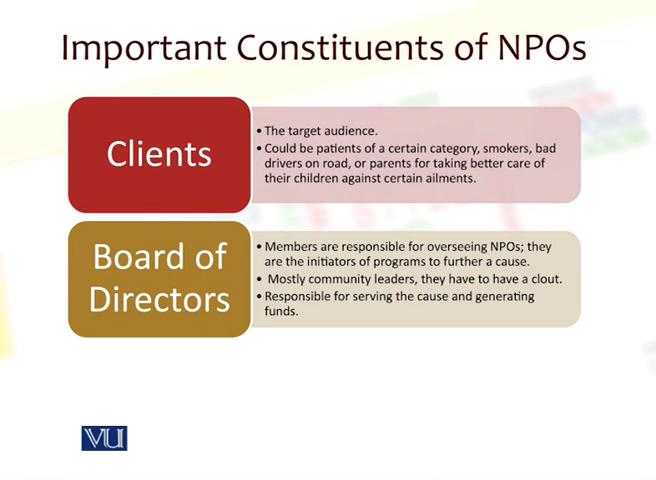 Important Constituents of NPOs
Clients
• The target audience.
• Could be patients of a certain category, smokers, bad
drivers on road, or parents for taking better care of
their children against certain ailments.
Board of
Directors
• Members are responsible for overseeing NPOs; they
are the initiators of programs to further a cause.
• Mostly community leaders, they have to have a clout.
• Responsible for serving the cause and generating
funds.
VU